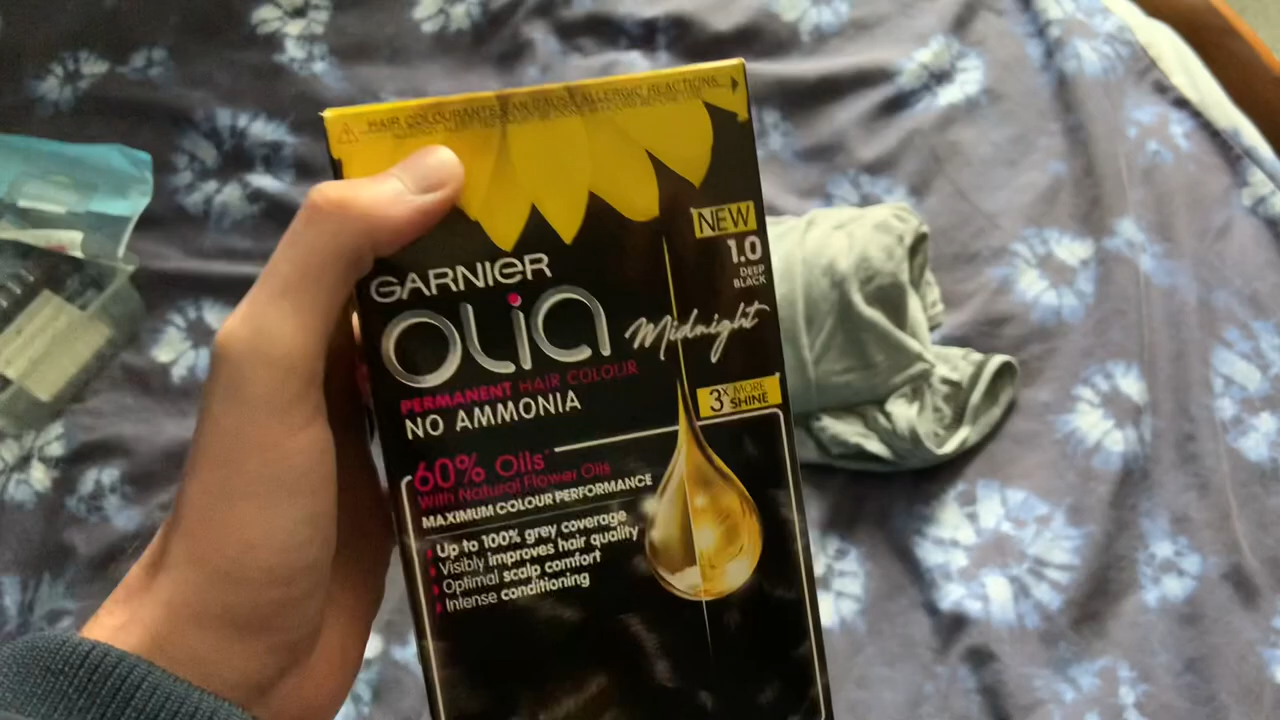 HAIR COLOURANTS CAN CAUSE ALLERGIC REACTIONS
NEW
1.0
DEEP
BLACK
GARNIER
OLIA
Midnight
PERMANENT HAIR COLOUR
NO AMMONIA
3X MORE
SHINE
60% Oils
With Natural Flower Oils
MAXIMUM COLOUR PERFORMANCE
Up to 100% grey coverage
Visibly improves hair quality
Optimal scalp comfort
Intense conditioning